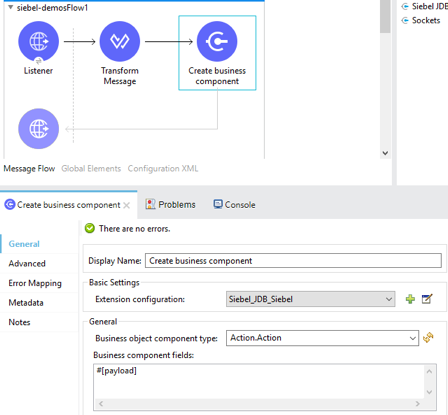 siebel-demosFlow1
Listener
Transform
Message
Create business
component
Siebel JDB
Sockets
Message Flow Global Elements Configuration XML
Create business component
Problems
Console
There are no errors.
General
Advanced
Error Mapping
Metadata
Notes
Display Name: Create business component
Basic Settings
Extension configuration: Siebel_JDB_Siebel
General
Business object component type: Action.Action
Business component fields:
#[payload]